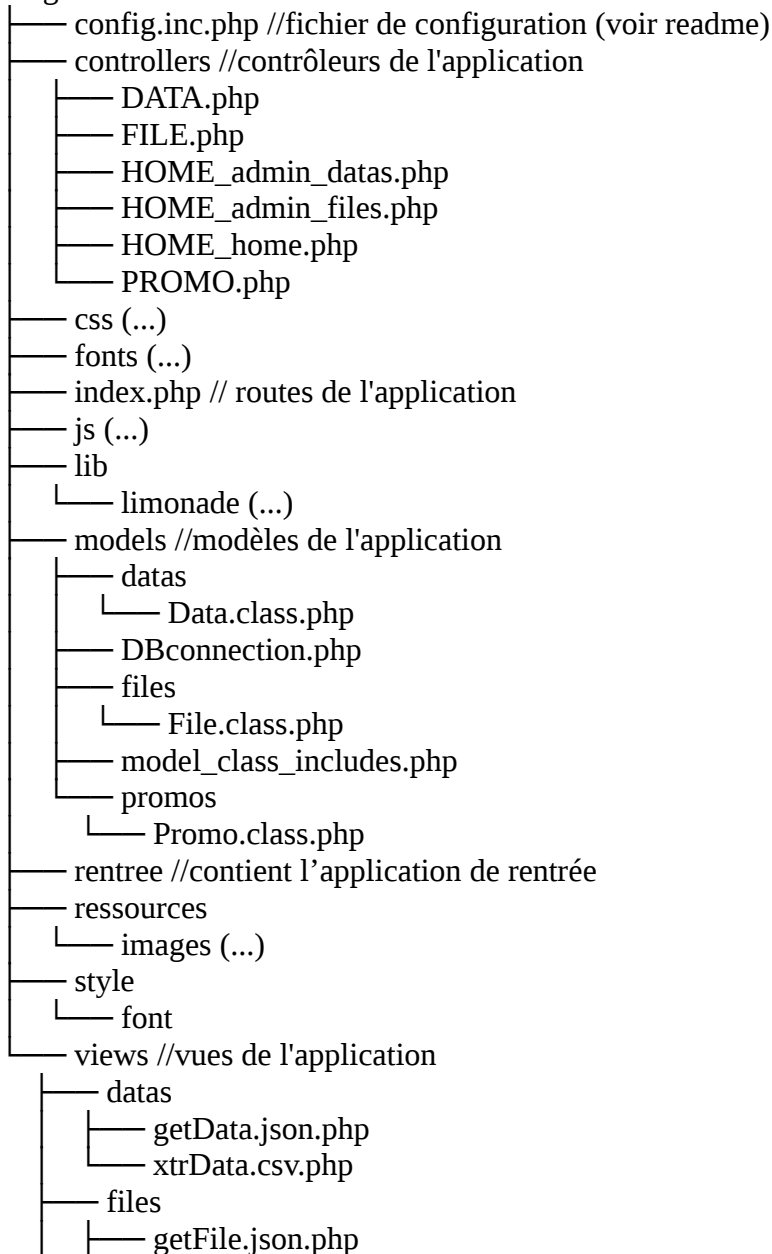 config.inc.php //fichier de configuration (voir readme)
controllers //contrôleurs de l'application
DATA.php
FILE.php
HOME_admin_datas.php
HOME_admin_files.php
HOME_home.php
PROMO.php
css (...)
fonts (...)
index.php // routes de l'application
js (...)
lib
limonade (...)
models //modèles de l'application
datas
Data.class.php
DBconnection.php
files
File.class.php
model_class_includes.php
promos
Promo.class.php
rentree //contient l’application de rentrée
ressources
images (...)
style
font
views //vues de l'application
datas
getData.json.php
xtrData.csv.php
files
getFile.json.php